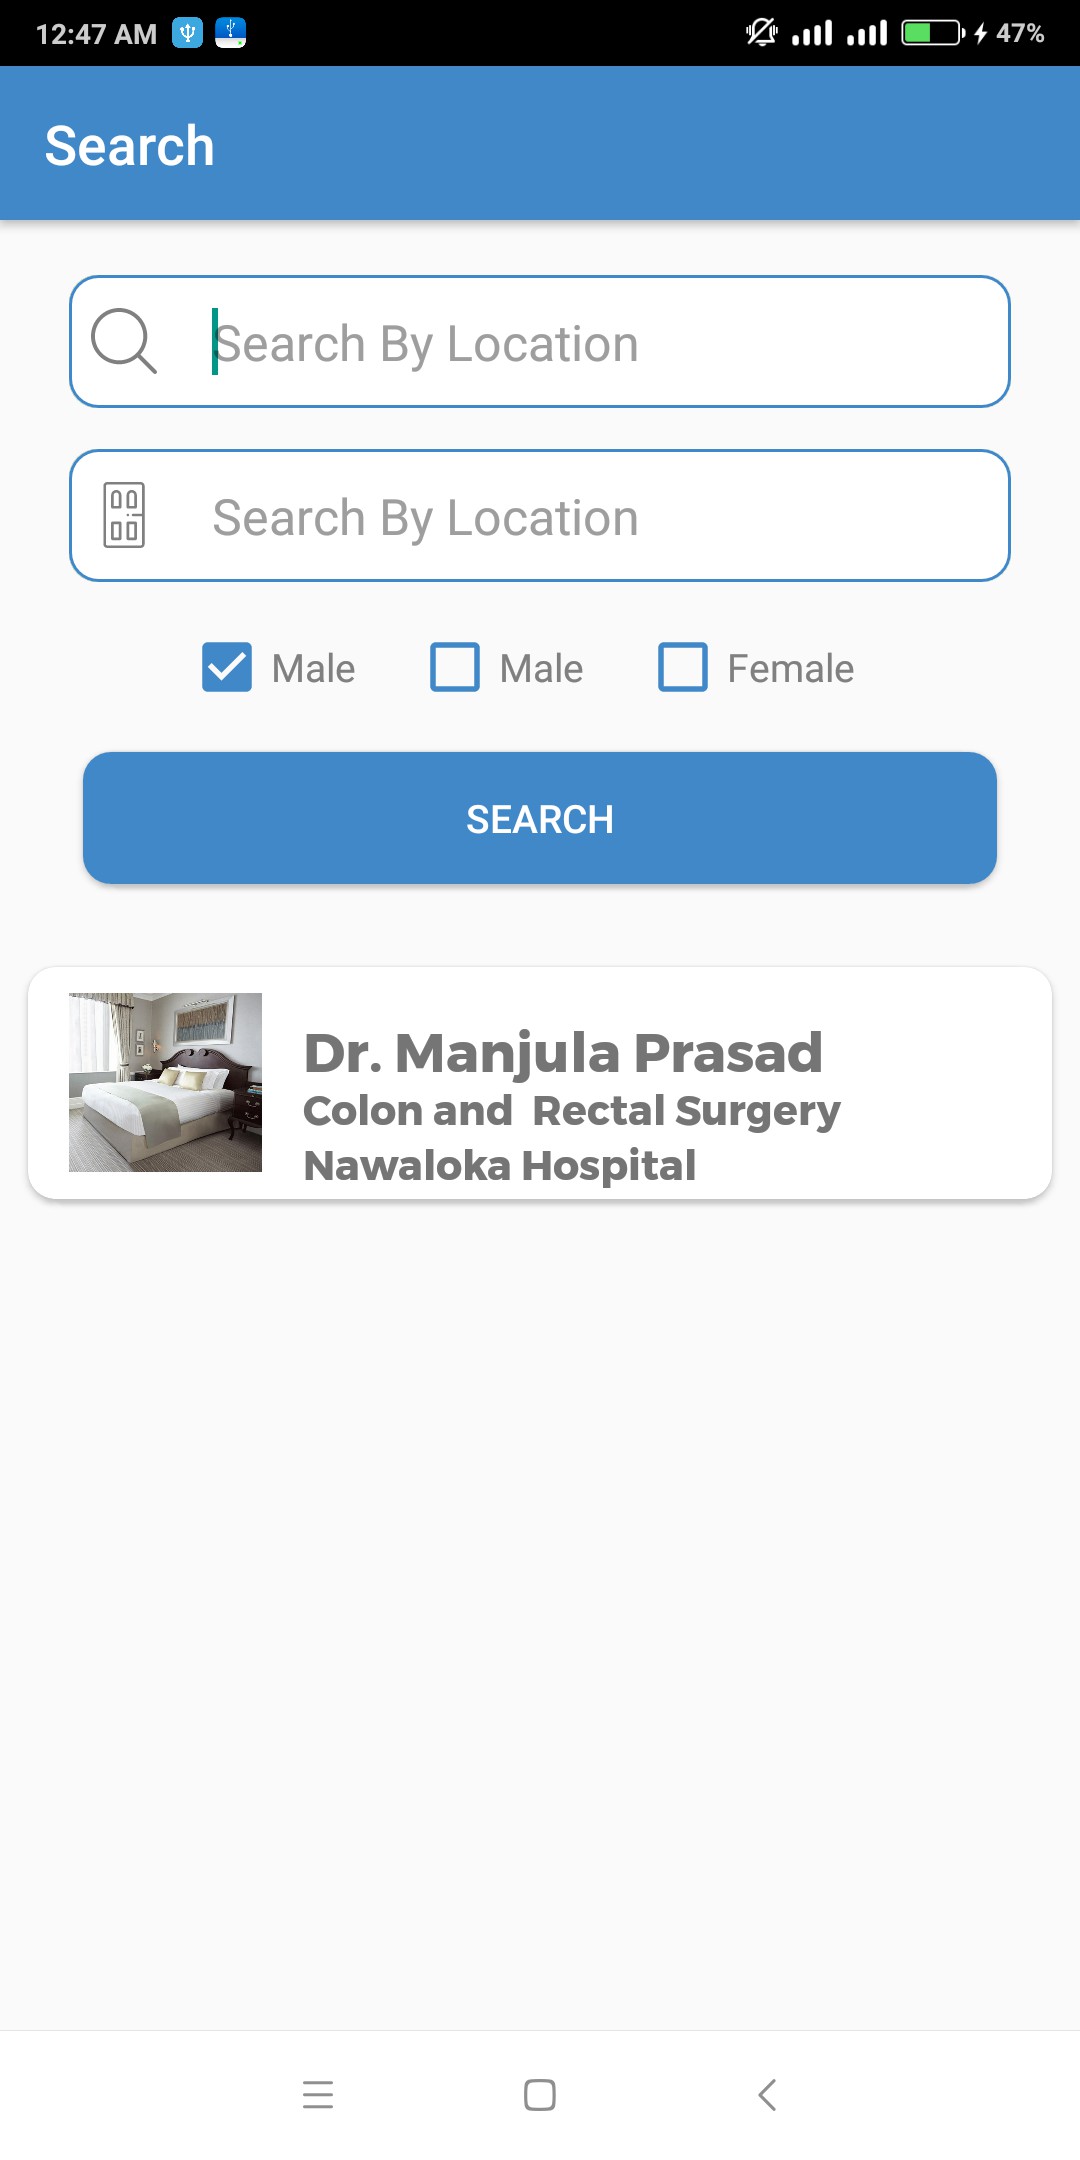 12:47 AM 47%
Search
Search By Location
Search By Location
Male Male Female
SEARCH
Dr. Manjula Prasad
Colon and  Rectal Surgery
Nawaloka Hospital